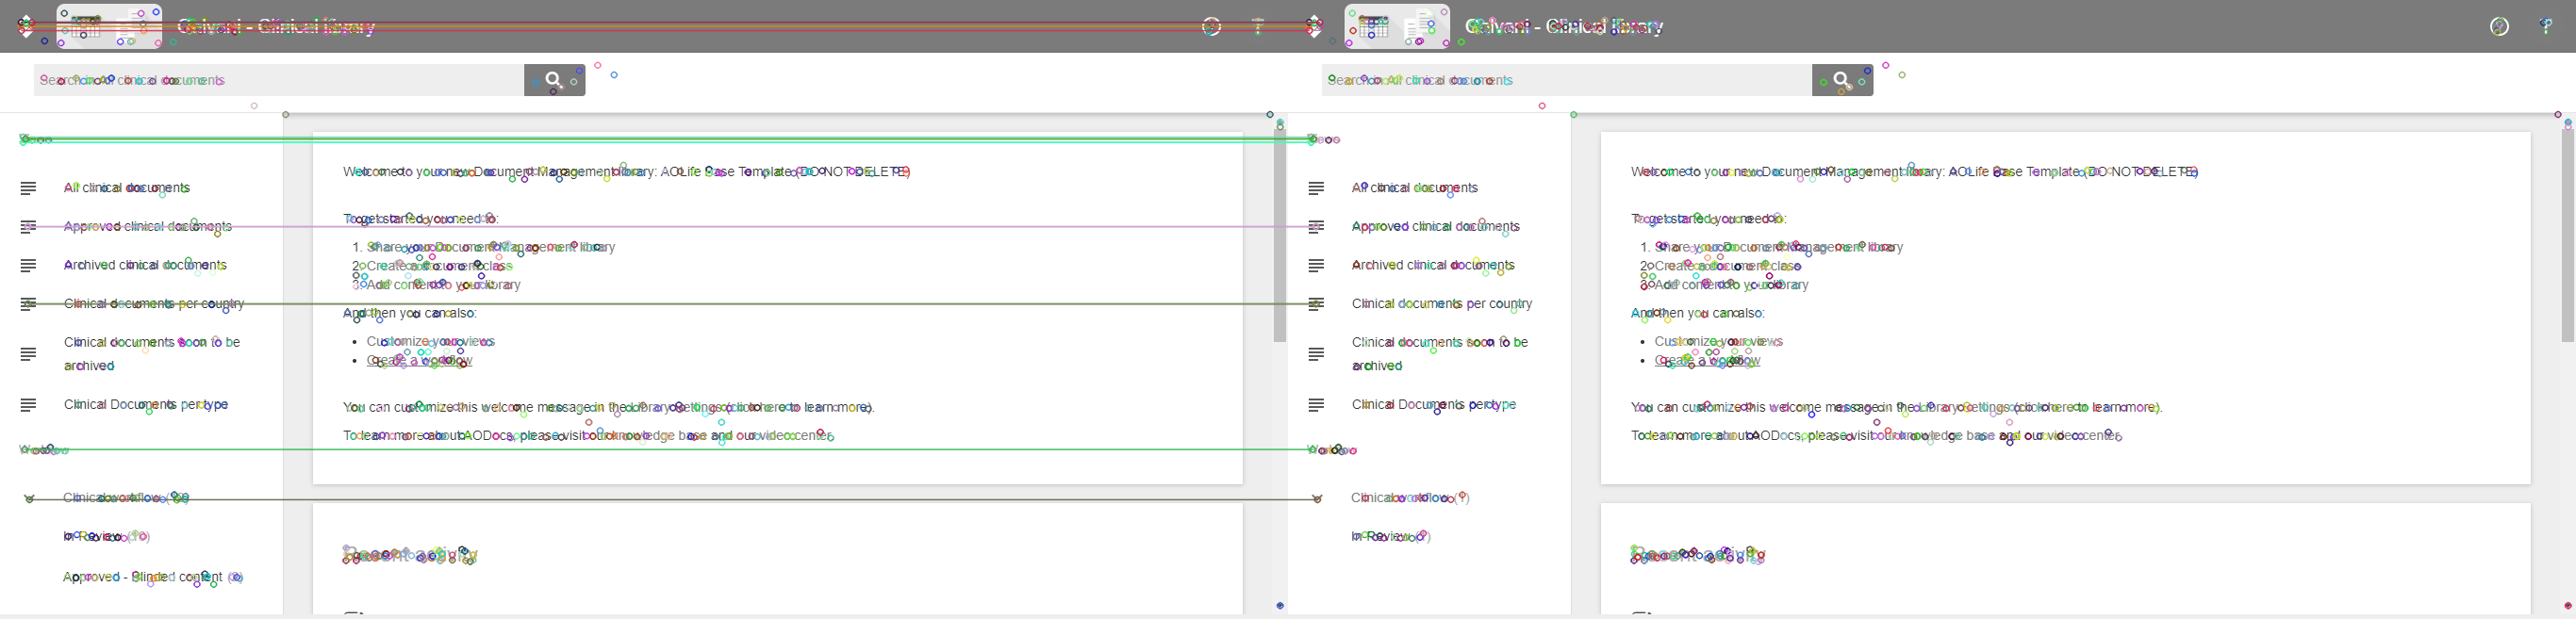 Galvani - Clinical library
Search in All clinical documents
Views
All clinical documents
Approved clinical documents
Archived clinical documents
Clinical documents per country
Clinical documents soon to be
archived
Clinical Documents per type
Workflow
Clinical workflow
In Review
Approved - Blinded content
Welcome to your new Document Management library: AOLife Base Template (DO NOT DELETE)
To get started you need to:
1. Share your Document Management library
2. Create a document class
3. Add content to your library
And then you can also:
• Customize your views
• Create a workflow
You can customize this welcome message in the Library Settings (click here to learn more).
To learn more about AODocs, please visit our knowledge base and our video center.
Recent activity
Galvani - Clinical library
Search in All clinical documents
Views
All clinical documents
Approved clinical documents
Archived clinical documents
Clinical documents per country
Clinical documents soon to be
archived
Clinical Documents per type
Workflow
Clinical workflow
In Review
Welcome to your new Document Management library: AOLife Base Template (DO NOT DELETE)
To get started you need to:
1. Share your Document Management library
2. Create a document class
3. Add content to your library
And then you can also:
• Customize your views
• Create a workflow
You can customize this welcome message in the Library Settings (click here to learn more).
To learn more about AODocs, please visit our knowledge base and our video center.
Recent activity